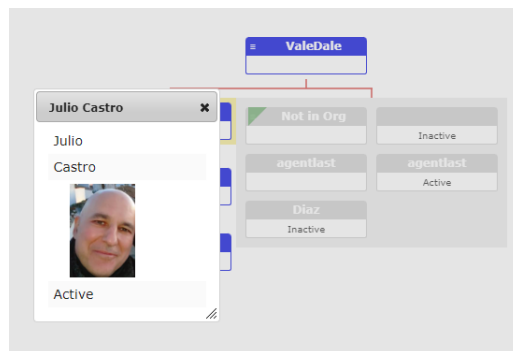 ValeDale
Julio Castro
Julio
Castro
Active
Not in Org
Inactive
agentlast
agentlast
Active
Diaz
Inactive